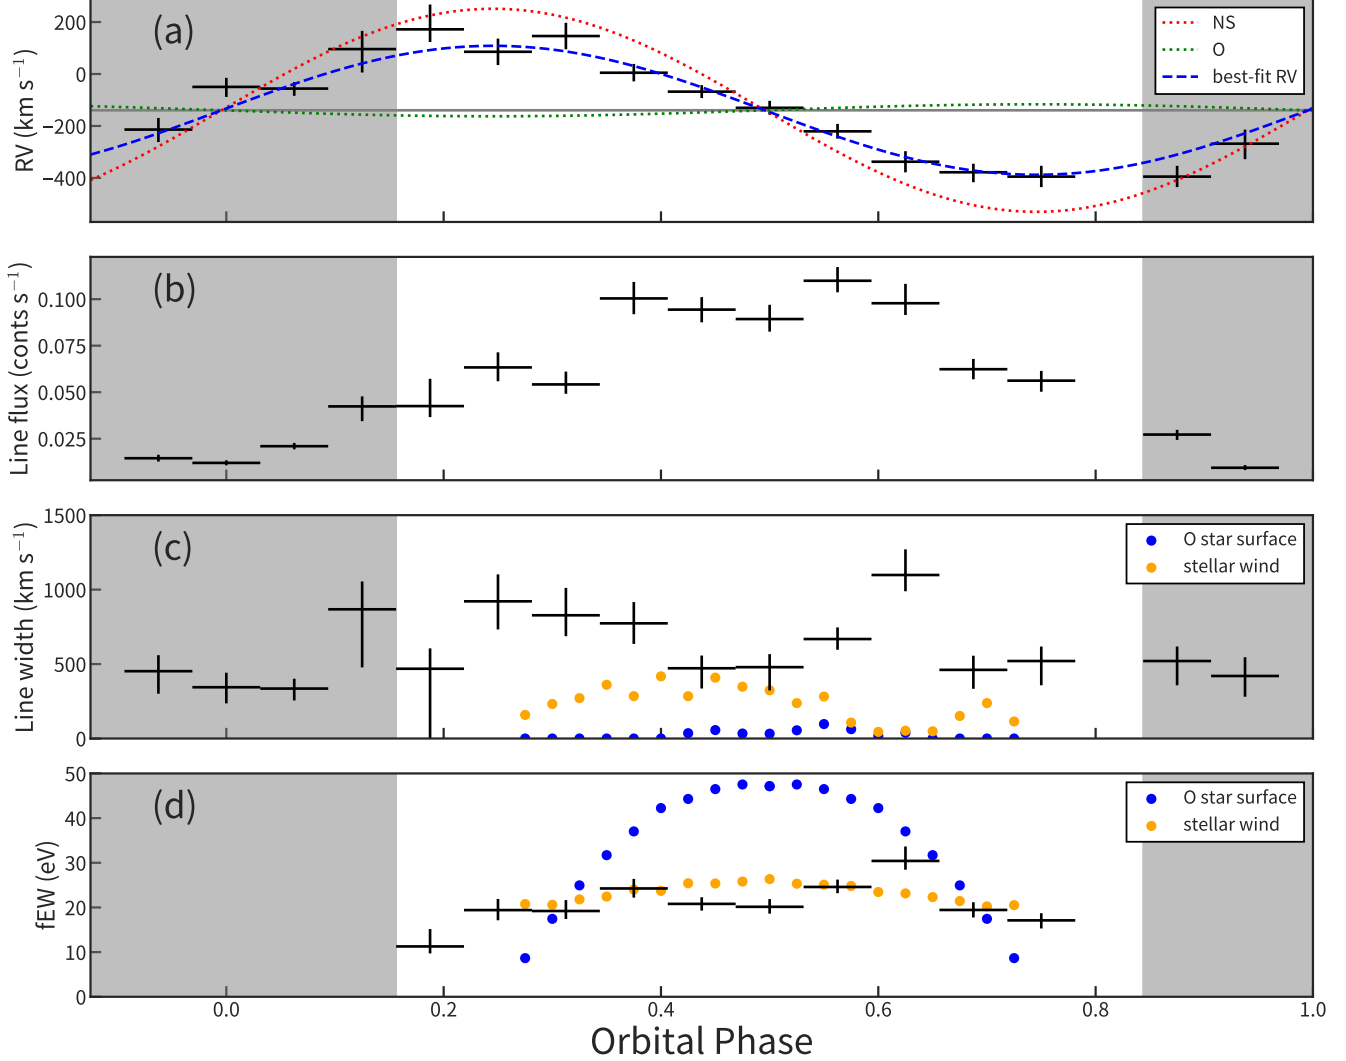 (a)
200
0
−200
−400
RV (km s⁻¹)
NS
O
best-fit RV
(b)
0.100
0.075
0.050
0.025
Line flux (conts s⁻¹)
(c)
1500
1000
500
0
Line width (km s⁻¹)
O star surface
stellar wind
(d)
50
40
30
20
10
0
fEW (eV)
O star surface
stellar wind
0.0 0.2 0.4 0.6 0.8 1.0
Orbital Phase